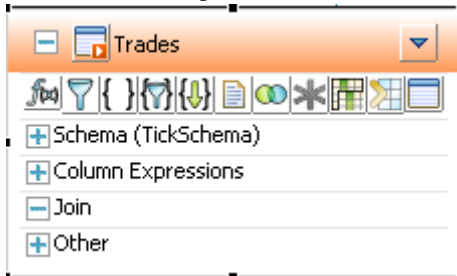 Trades
f(x) { }
Schema (TickSchema)
Column Expressions
Join
Other